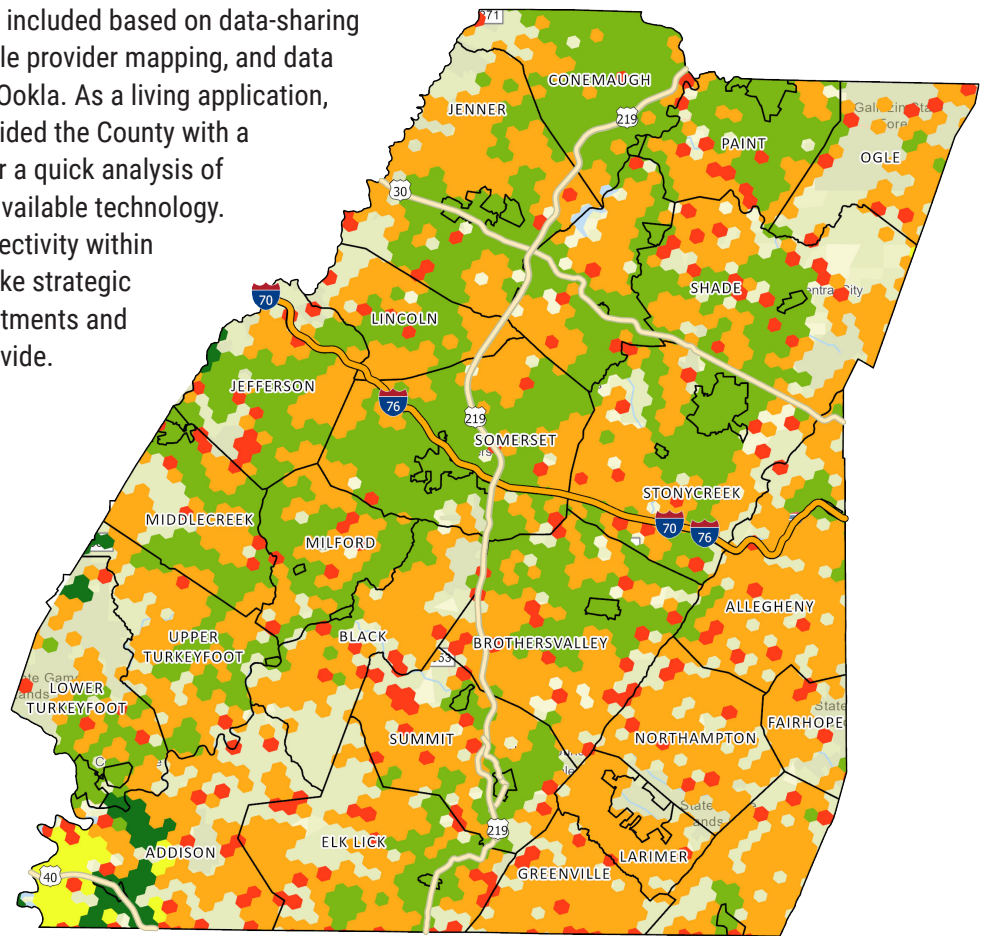 included based on data-sharing
le provider mapping, and data
Ookla. As a living application,
ided the County with a
r a quick analysis of
vailable technology.
ectivity within
ke strategic
tments and
vide.
CONEMAUGH
JENNER
219
PAINT
OGLE
30
SHADE
70
LINCOLN
JEFFERSON
76
219
SOMERSET
STONYCREEK
70
76
MIDDLECREEK
MILFORD
ALLEGHENY
UPPER
TURKEYFOOT
BLACK
BROTHERSVALLEY
LOWER
TURKEYFOOT
SUMMIT
NORTHAMPTON
FAIRHOPE
State
State
ands
219
ADDISON
ELK LICK
LARIMER
GREENVILLE
40